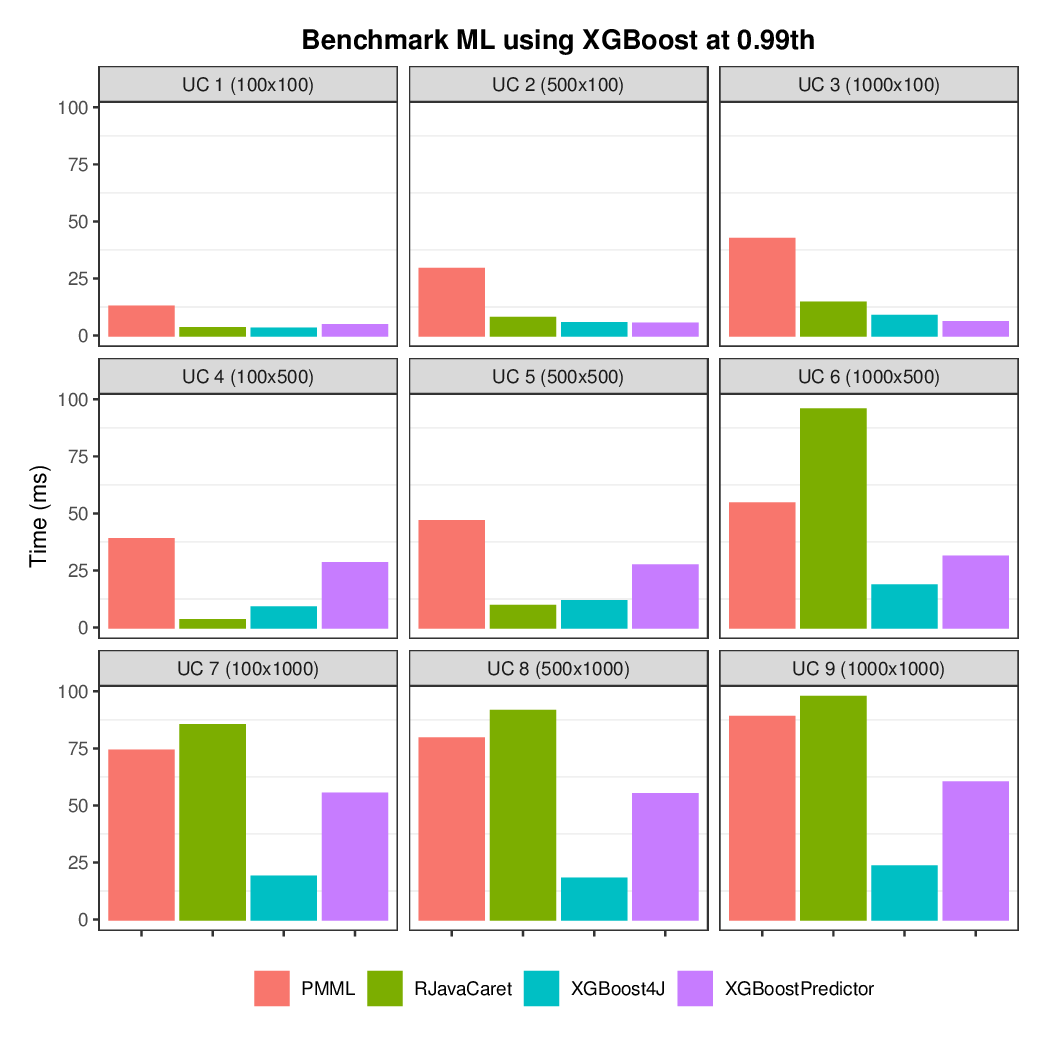 Benchmark ML using XGBoost at 0.99th
UC 1 (100x100)
UC 2 (500x100)
UC 3 (1000x100)
100
75
50
25
0
UC 4 (100x500)
UC 5 (500x500)
UC 6 (1000x500)
100
75
50
25
0
Time (ms)
UC 7 (100x1000)
UC 8 (500x1000)
UC 9 (1000x1000)
100
75
50
25
0
PMML
RJavaCaret
XGBoost4J
XGBoostPredictor